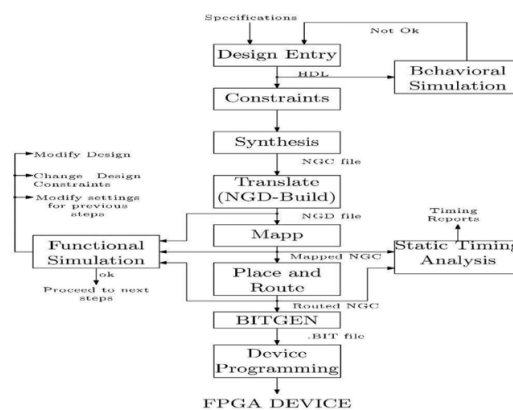 Specifications
Not Ok
Design Entry
HDL
Behavioral
Simulation
Constraints
Synthesis
NGC file
Modify Design
Change Design
Constraints
Modify settings
for previous
steps
Translate
(NGD-Build)
NGD file
Timing
Reports
Mapp
Functional
Simulation
Mapped NGC
Static Timing
Analysis
ok
Proceed to next
steps
Place and
Route
Routed NGC
BITGEN
.BIT file
Device
Programming
FPGA DEVICE